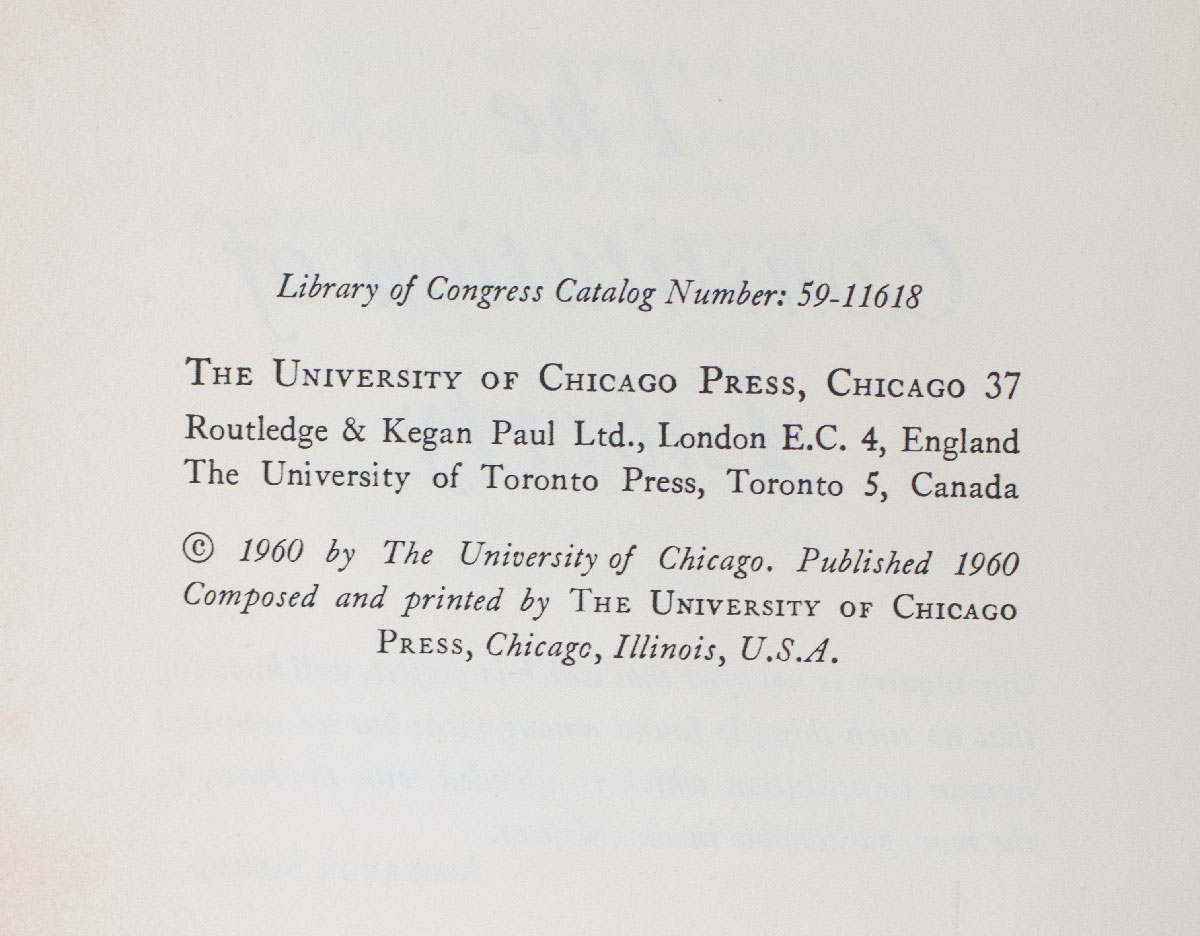 Library of Congress Catalog Number: 59-11618
THE UNIVERSITY OF CHICAGO PRESS, CHICAGO 37
Routledge & Kegan Paul Ltd., London E.C. 4, England
The University of Toronto Press, Toronto 5, Canada
© 1960 by The University of Chicago. Published 1960
Composed and printed by THE UNIVERSITY OF CHICAGO
PRESS, Chicago, Illinois, U.S.A.